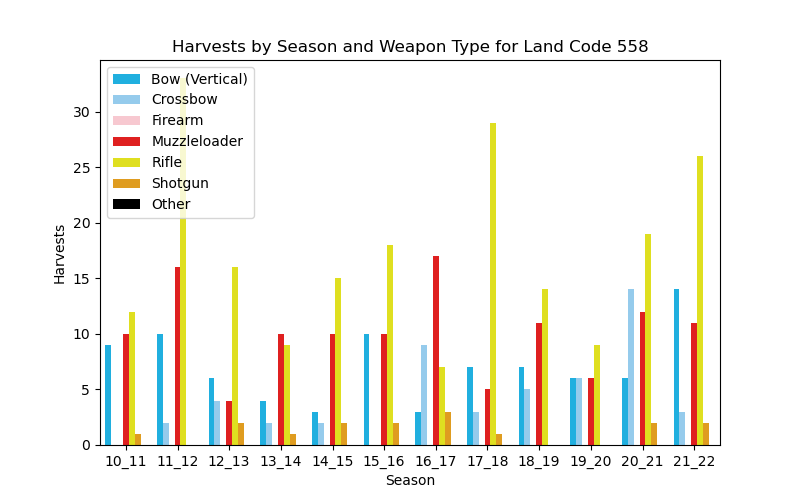 Harvests by Season and Weapon Type for Land Code 558
Bow (Vertical)
Crossbow
Firearm
Muzzleloader
Rifle
Shotgun
Other
Harvests
30
25
20
15
10
5
0
10_11 11_12 12_13 13_14 14_15 15_16 16_17 17_18 18_19 19_20 20_21 21_22
Season